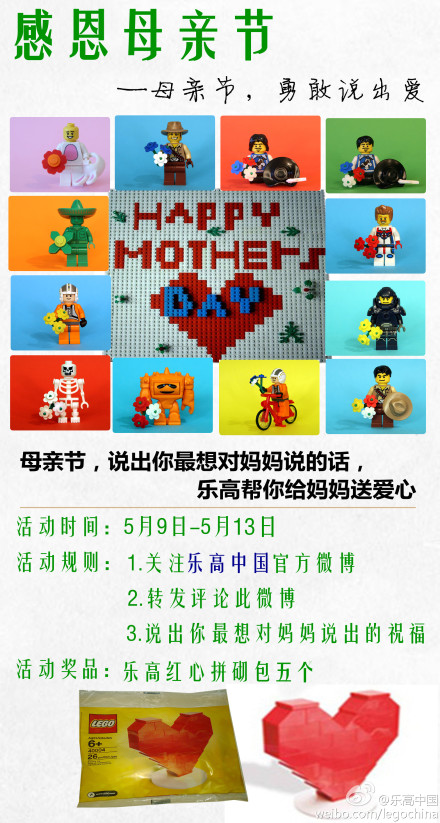 感恩母亲节
—母亲节，勇敢说出爱
HAPPY
MOTHERS
DAY
母亲节，说出你最想对妈妈说的话，
乐高帮你给妈妈送爱心
活动时间：5月9日-5月13日
活动规则：1.关注乐高中国官方微博
2.转发评论此微博
3.说出你最想对妈妈说出的祝福
活动奖品：乐高红心拼砌包五个
LEGO
6+
40004
26
@乐高中国
weibo.com/legochina